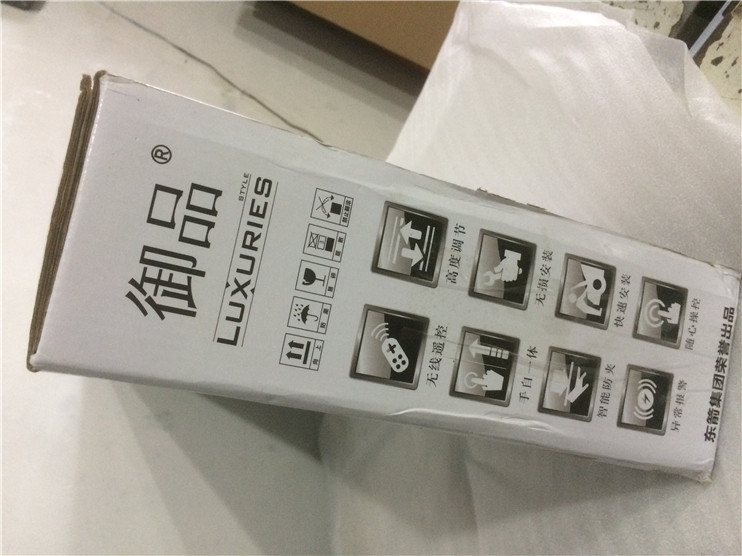 御品®
LUXURIES
STYLE
向上
无线遥控
高度调节
手自一体
无损安装
智能防夹
快速安装
异常报警
随心操控
东箭集团荣誉出品